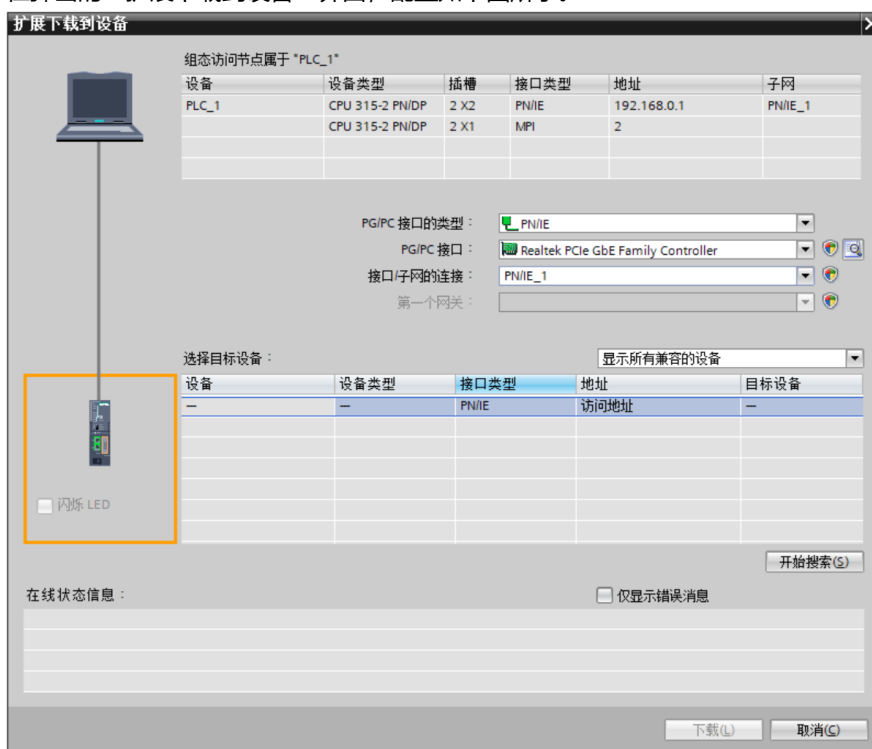 扩展下载到设备
组态访问节点属于 "PLC_1"
设备 设备类型 插槽 接口类型 地址 子网
PLC_1 CPU 315-2 PN/DP 2 X2 PN/IE 192.168.0.1 PN/IE_1
CPU 315-2 PN/DP 2 X1 MPI 2
PG/PC 接口的类型： PN/IE
PG/PC 接口： Realtek PCIe GbE Family Controller
接口/子网的连接： PN/IE_1
第一个网关：
选择目标设备： 显示所有兼容的设备
设备 设备类型 接口类型 地址 目标设备
— — PN/IE 访问地址 —
闪烁 LED
开始搜索(S)
在线状态信息： 仅显示错误消息
下载(L) 取消(C)